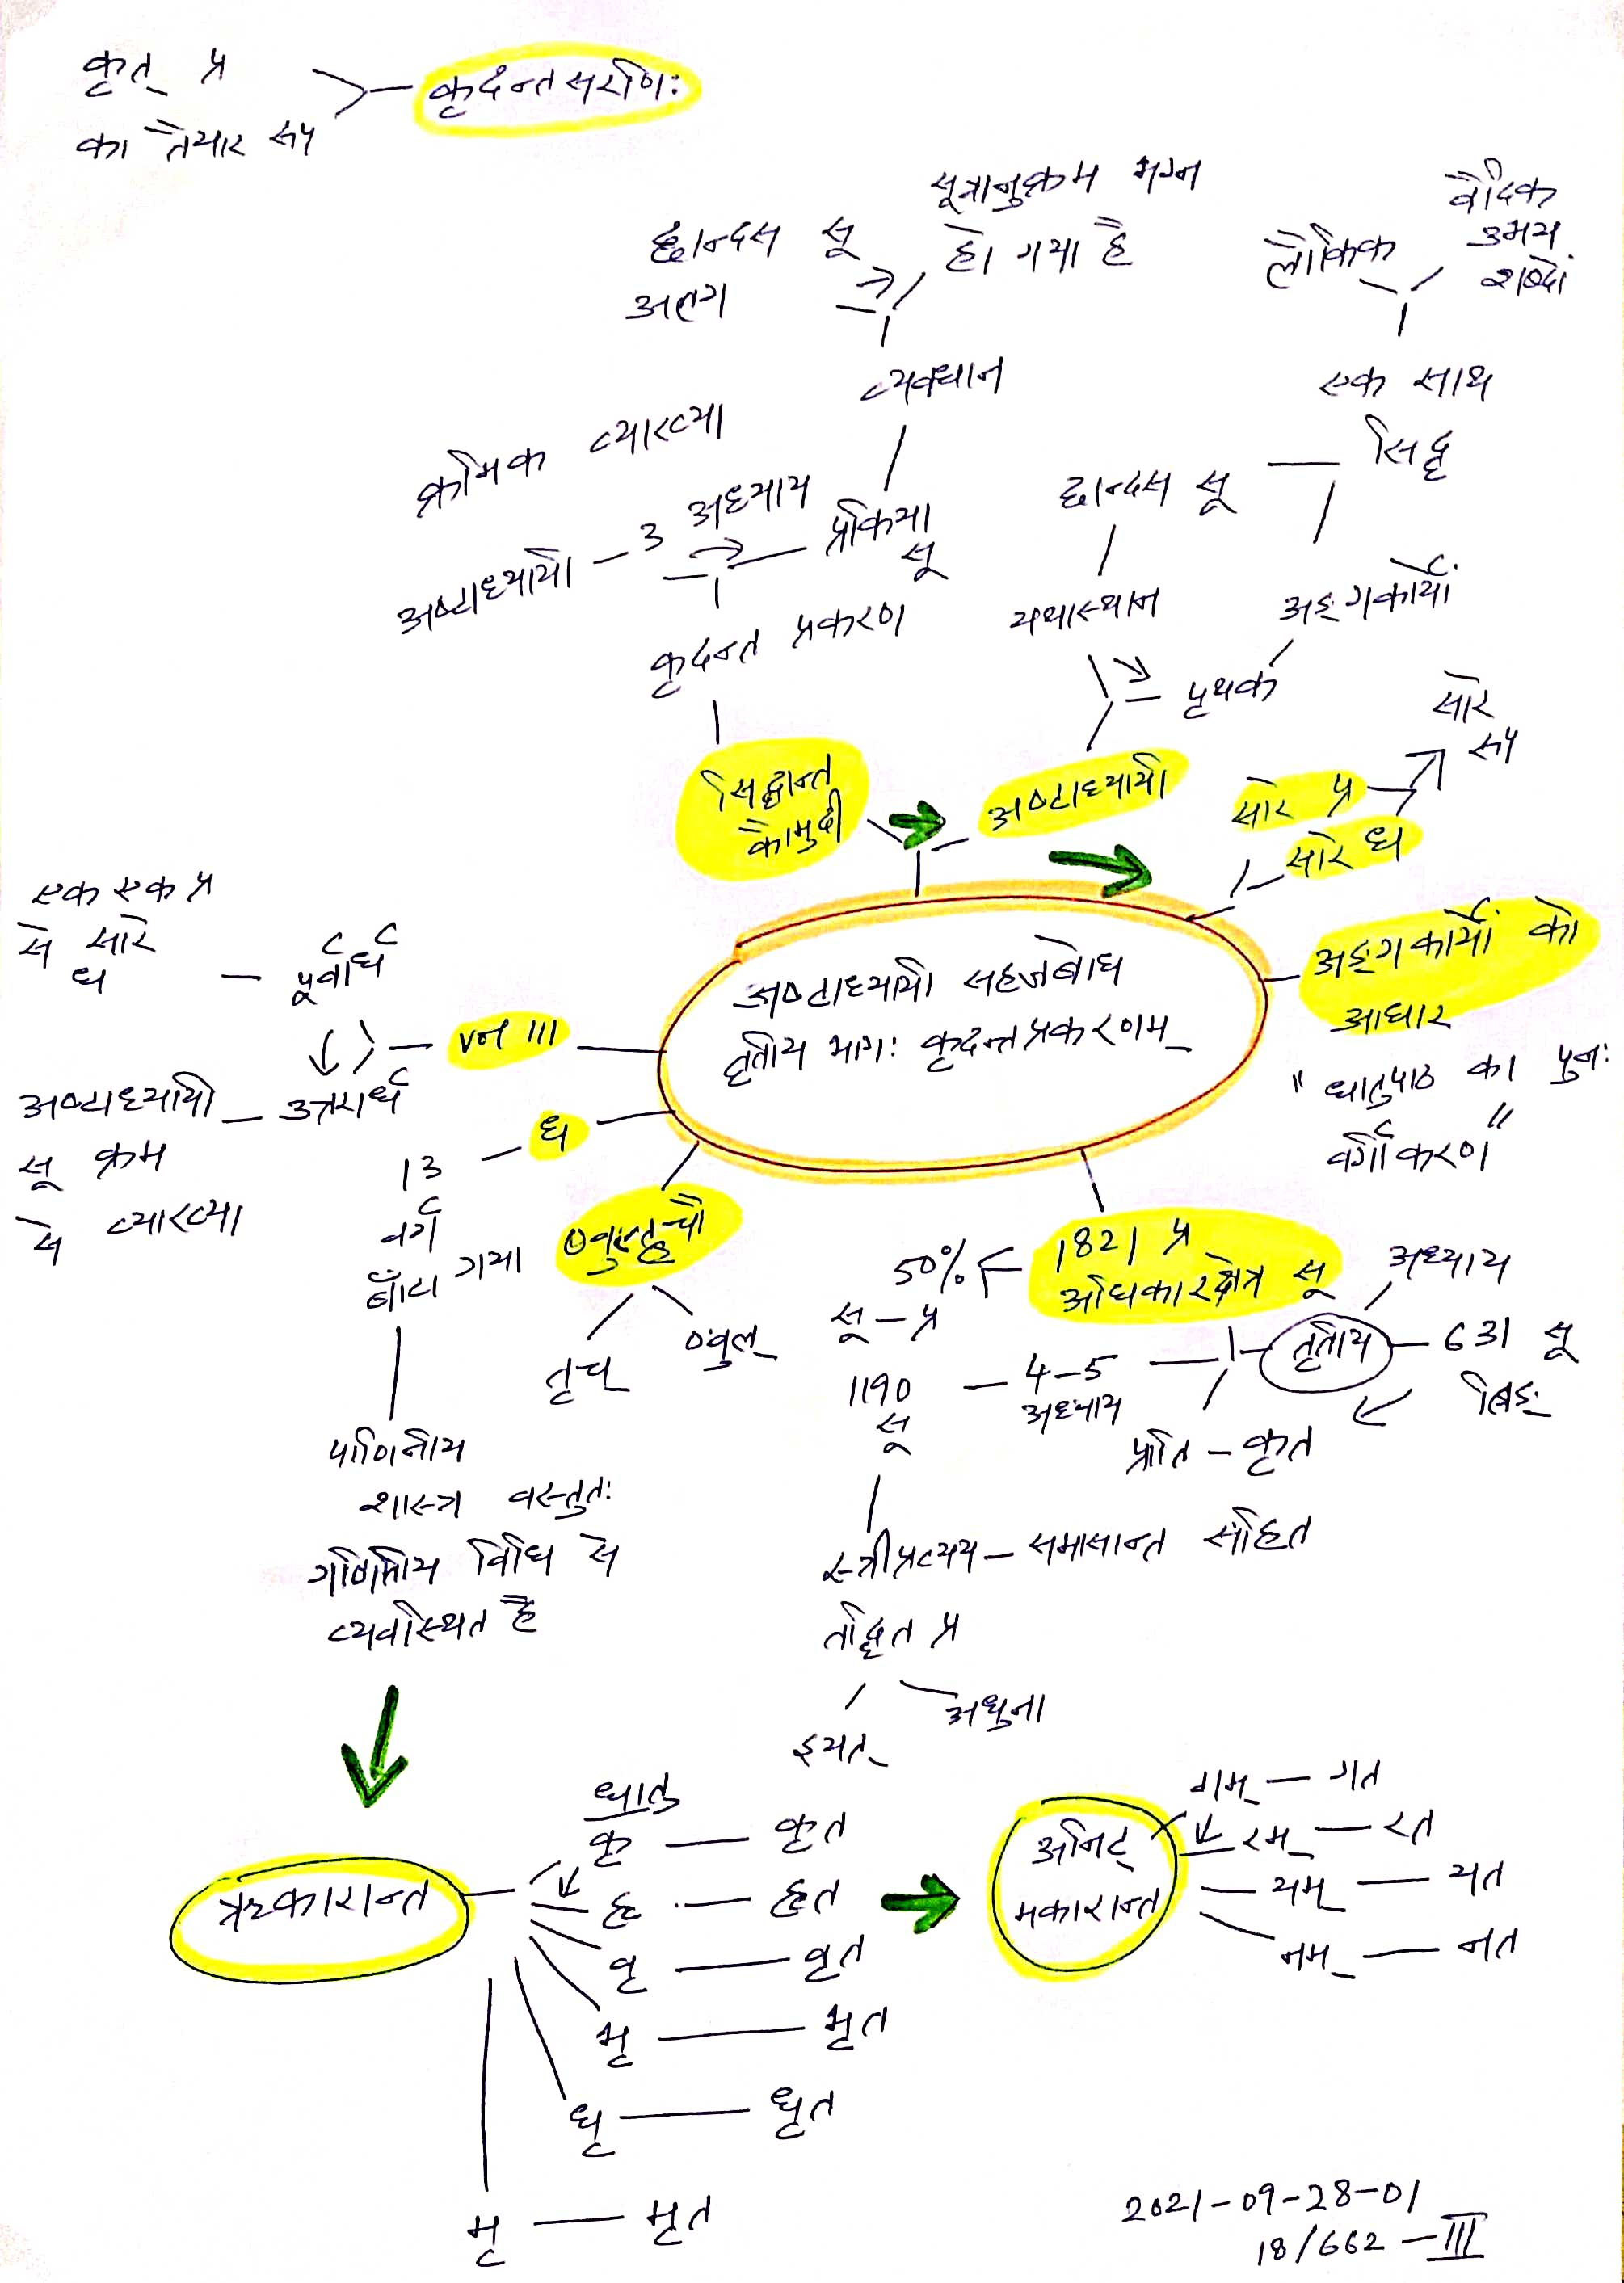 कृत् प्र
का तैयार रूप
कृदन्त सरणिः
छान्दस सू
अलग
सूत्रानुक्रम भग्न
हो गया है
व्यवधान
लौकिक
वैदिक
उभय
शब्दों
एक साथ
सिद्ध
छान्दस सू
क्रमिक व्याख्या
अष्टाध्यायी – 3 अध्याय
प्रक्रिया
सू
कृदन्त प्रकरण
यथास्थान
अङ्गकार्यों
पृथक
सिद्धान्त
कौमुदी
अष्टाध्यायी
सारे प्र
सारे ध
सारे
रूप
अङ्गकार्यों को
आधार
" धातुपाठ का पुनः
वर्गीकरण "
अष्टाध्यायी सहजबोध
तृतीय भागः कृदन्तप्रकरणम्
एक एक प्र
से सारे
ध
पूर्वार्ध
vol III
अष्टाध्यायी
सू क्रम
से व्याख्या
उत्तरार्ध
ध
13
वर्ग
बाँटा गया
ण्वुल्तृचौ
तृच्
ण्वुल्
1821 प्र
अधिकारक्षेत्र सू
50%
सू – प्र
अध्याय
तृतीय – 631 सू
तिङ्
प्रति – कृत
4–5
अध्याय
1190
सू
स्त्रीप्रत्यय – समासान्त सहित
तद्धित प्र
इयत्
अधुना
पाणिनीय
शास्त्र वस्तुतः
गणितीय विधि से
व्यवस्थित है
ऋकारान्त
धातु
कृ — कृत
हृ — हृत
वृ — वृत
भृ — भृत
धृ — धृत
मृ — मृत
अनिट्
मकारान्त
गम् — गत
रम् — रत
यम् — यत
नम् — नत
2021-09-28-01
18/662 – III